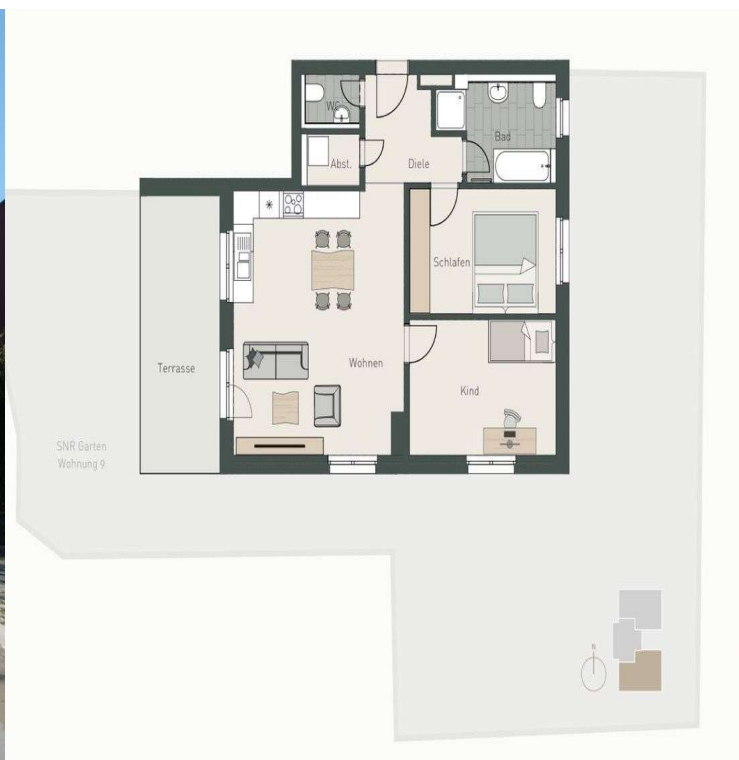 WC
Bad
Abst.
Diele
Schlafen
Wohnen
Terrasse
Kind
SNR Garten
Wohnung 9
N